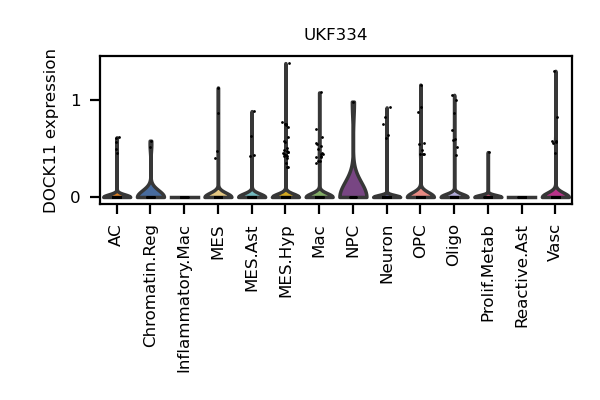 UKF334
DOCK11 expression
1
0
AC
Chromatin.Reg
Inflammatory.Mac
MES
MES.Ast
MES.Hyp
Mac
NPC
Neuron
OPC
Oligo
Prolif.Metab
Reactive.Ast
Vasc